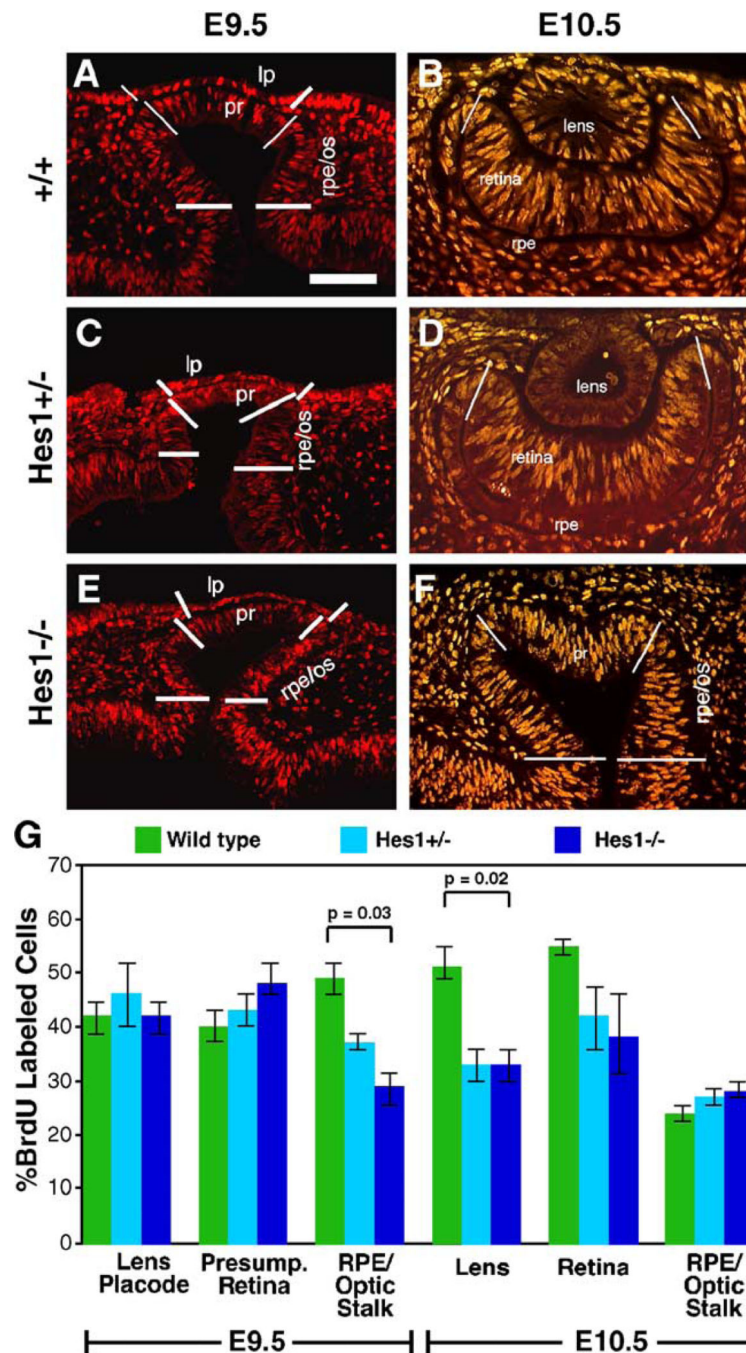 E9.5 E10.5
+/+
A lp pr rpe/os
B lens retina rpe
Hes1+/-
C lp pr rpe/os
D lens retina rpe
Hes1-/-
E lp pr rpe/os
F pr rpe/os
G
Wild type Hes1+/- Hes1-/-
%BrdU Labeled Cells
70
60
50
40
30
20
10
0
p = 0.03
p = 0.02
Lens
Placode
Presump.
Retina
RPE/
Optic
Stalk
Lens
Retina
RPE/
Optic
Stalk
E9.5 E10.5